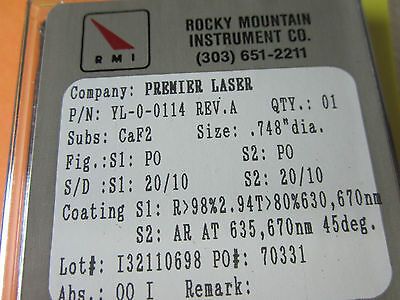 RMI
ROCKY MOUNTAIN
INSTRUMENT CO.
(303) 651-2211
Company: PREMIER LASER
P/N: YL-0-0114 REV.A QTY.: 01
Subs: CaF2 Size: .748"dia.
Fig.:S1: PO S2: PO
S/D :S1: 20/10 S2: 20/10
Coating S1: R>98%2.94T>80%630,670nm
S2: AR AT 635,670nm 45deg.
Lot#: I32110698 PO#: 70331
Abs.: 00 I Remark: